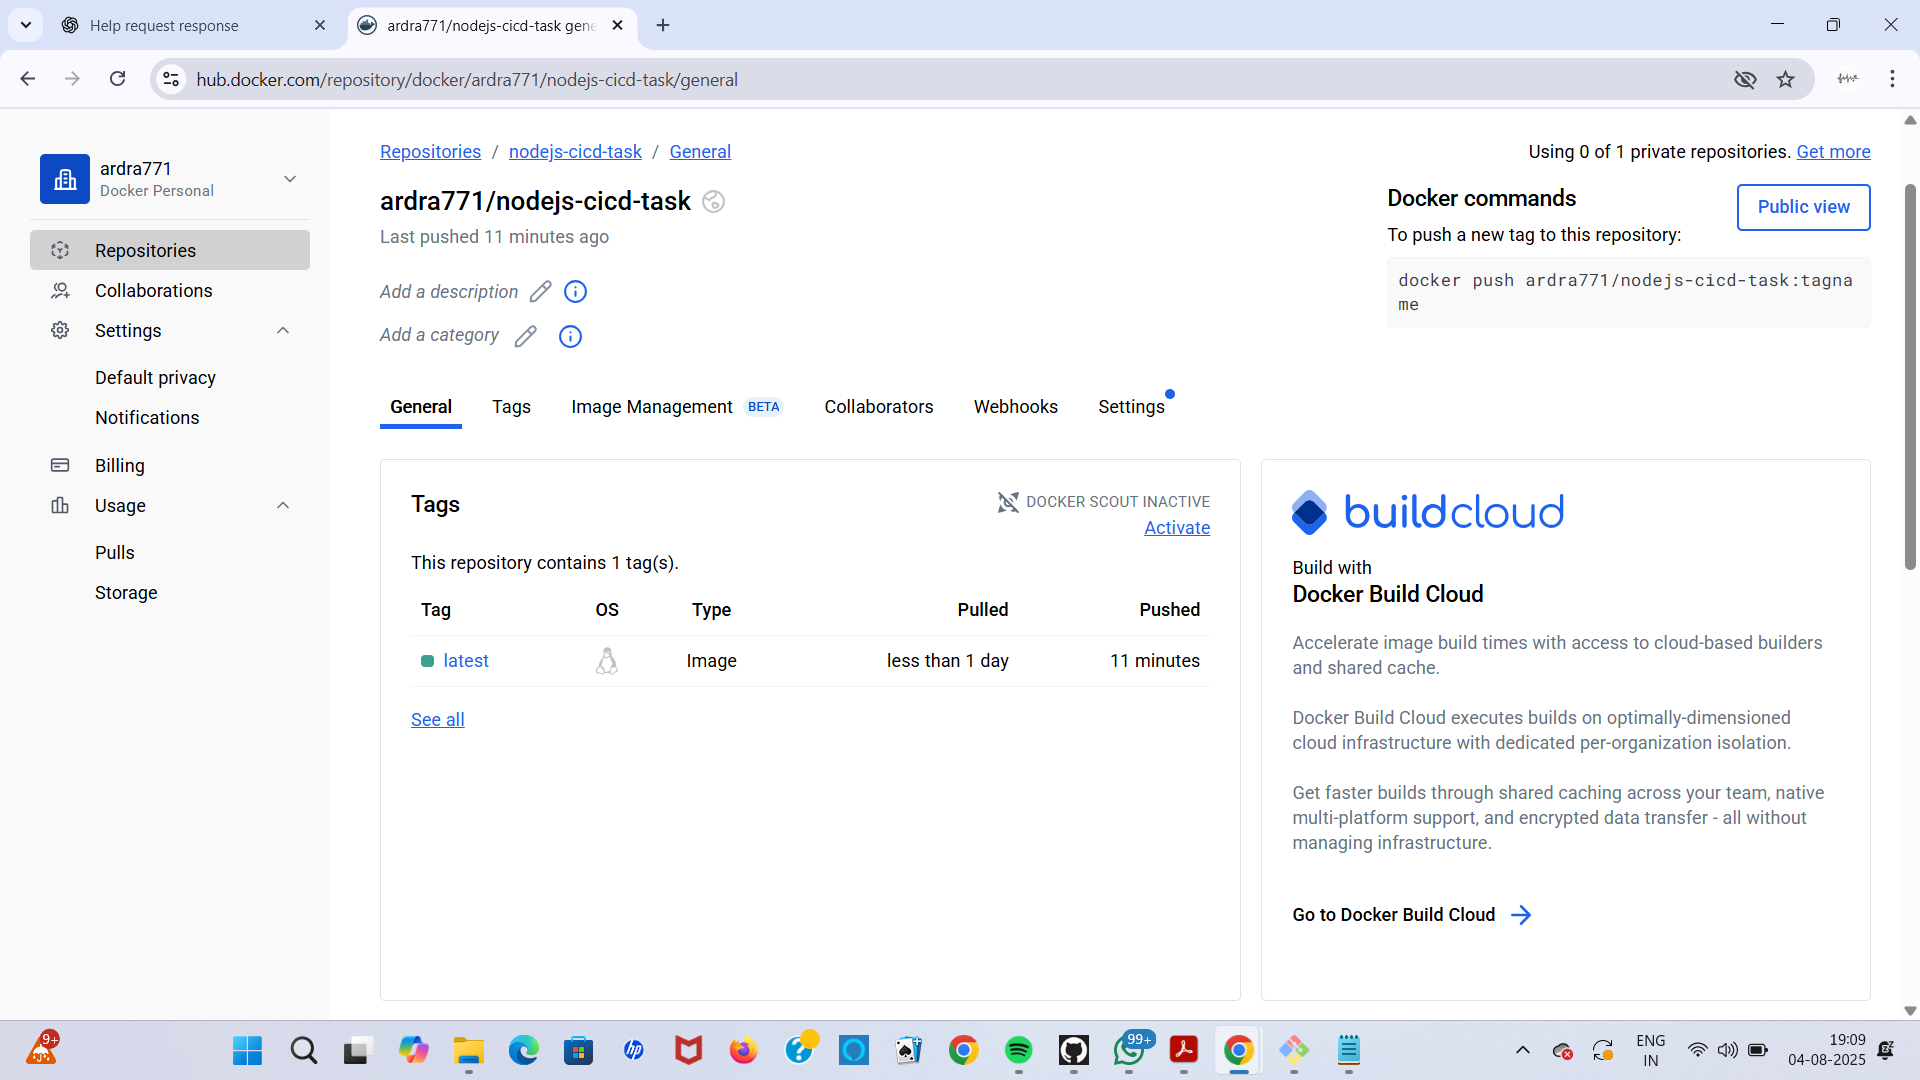 Help request response
ardra771/nodejs-cicd-task gene
hub.docker.com/repository/docker/ardra771/nodejs-cicd-task/general
ardra771
Docker Personal
Repositories
Collaborations
Settings
Default privacy
Notifications
Billing
Usage
Pulls
Storage
Repositories / nodejs-cicd-task / General
Using 0 of 1 private repositories. Get more
ardra771/nodejs-cicd-task
Last pushed 11 minutes ago
Add a description
Add a category
Docker commands
Public view
To push a new tag to this repository:
docker push ardra771/nodejs-cicd-task:tagna
me
General Tags Image Management BETA Collaborators Webhooks Settings
Tags
DOCKER SCOUT INACTIVE
Activate
This repository contains 1 tag(s).
Tag OS Type Pulled Pushed
latest Image less than 1 day 11 minutes
See all
buildcloud
Build with
Docker Build Cloud
Accelerate image build times with access to cloud-based builders
and shared cache.
Docker Build Cloud executes builds on optimally-dimensioned
cloud infrastructure with dedicated per-organization isolation.
Get faster builds through shared caching across your team, native
multi-platform support, and encrypted data transfer - all without
managing infrastructure.
Go to Docker Build Cloud
9+
hp
99+
ENG
IN
19:09
04-08-2025